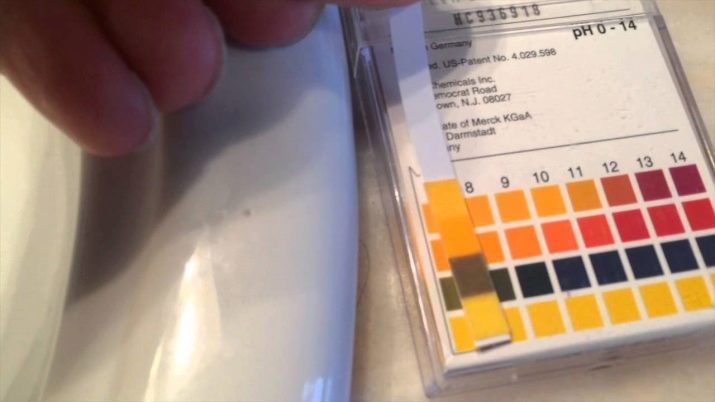 HC936918
pH 0 - 14
Germany
ed. US-Patent No. 4.029.598
Chemicals Inc.
emocrat Road
own, N.J. 08027
ate of Merck KGaA
Darmstadt
ny
8 9 10 11 12 13 14